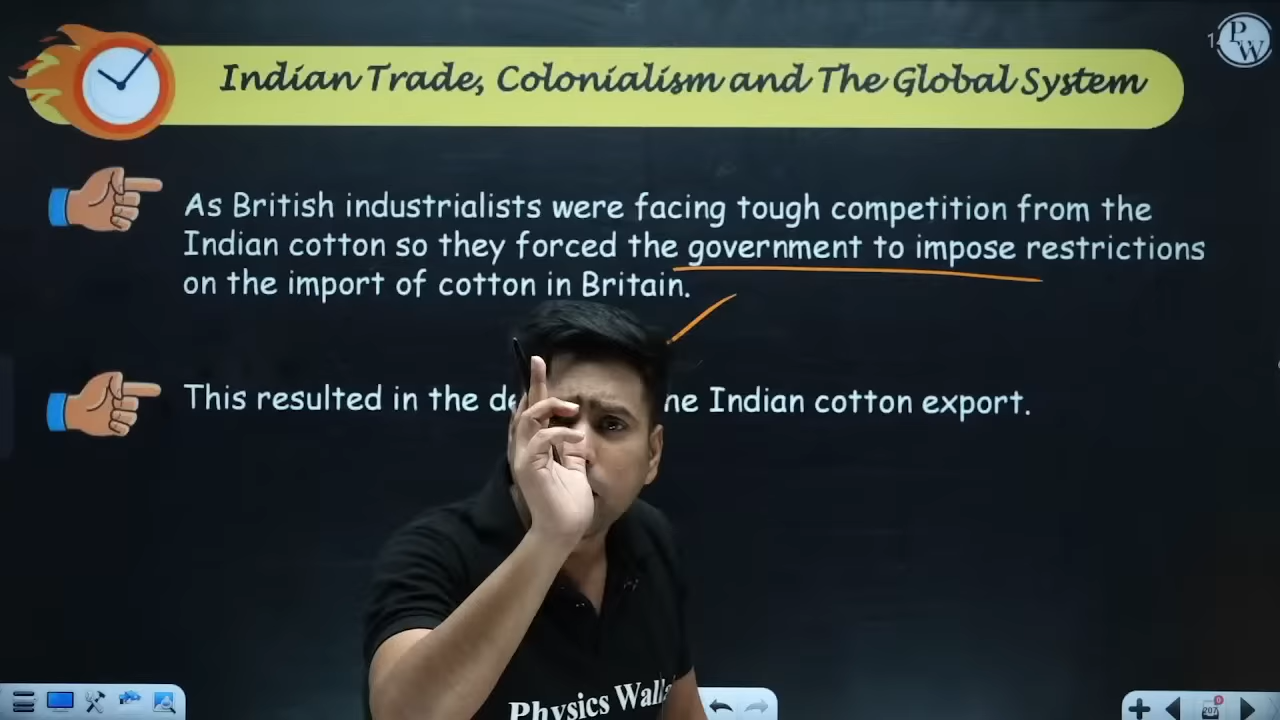 PW
Indian Trade, Colonialism and The Global System
As British industrialists were facing tough competition from the
Indian cotton so they forced the government to impose restrictions
on the import of cotton in Britain.
This resulted in the Indian cotton export.
Physics
207